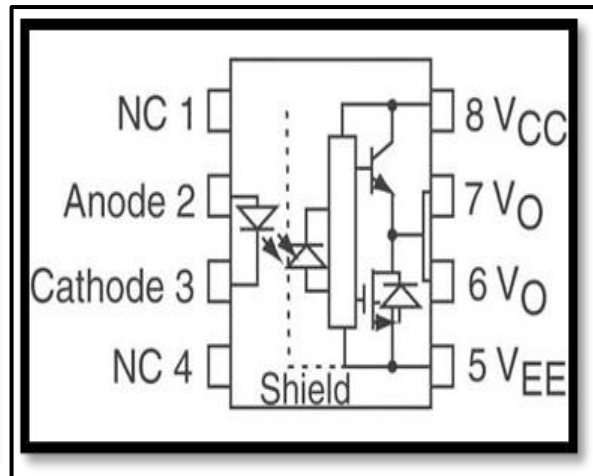 NC 1
8 VCC
Anode 2
7 VO
Cathode 3
6 VO
NC 4
5 VEE
Shield